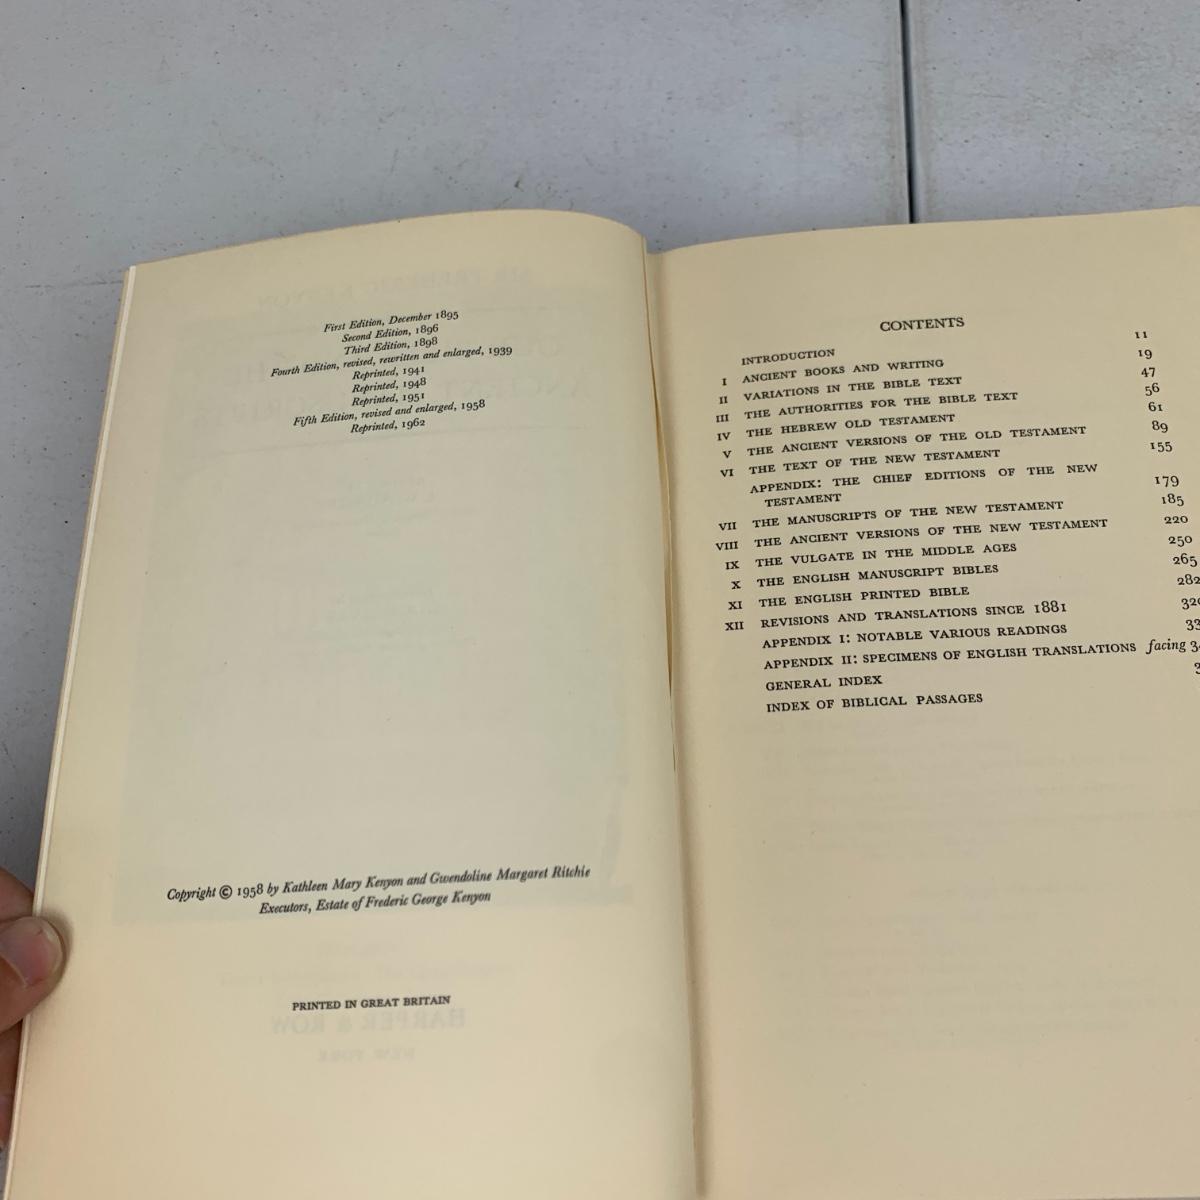 First Edition, December 1895
Second Edition, 1896
Third Edition, 1898
Fourth Edition, revised, rewritten and enlarged, 1939
Reprinted, 1941
Reprinted, 1948
Reprinted, 1951
Fifth Edition, revised and enlarged, 1958
Reprinted, 1962
Copyright © 1958 by Kathleen Mary Kenyon and Gwendoline Margaret Ritchie
Executors, Estate of Frederic George Kenyon
PRINTED IN GREAT BRITAIN
HARPER & ROW
NEW YORK
CONTENTS
INTRODUCTION 11
I ANCIENT BOOKS AND WRITING 19
II VARIATIONS IN THE BIBLE TEXT 47
III THE AUTHORITIES FOR THE BIBLE TEXT 56
IV THE HEBREW OLD TESTAMENT 61
V THE ANCIENT VERSIONS OF THE OLD TESTAMENT 89
VI THE TEXT OF THE NEW TESTAMENT 155
APPENDIX: THE CHIEF EDITIONS OF THE NEW
TESTAMENT 179
VII THE MANUSCRIPTS OF THE NEW TESTAMENT 185
VIII THE ANCIENT VERSIONS OF THE NEW TESTAMENT 220
IX THE VULGATE IN THE MIDDLE AGES 250
X THE ENGLISH MANUSCRIPT BIBLES 265
XI THE ENGLISH PRINTED BIBLE 282
XII REVISIONS AND TRANSLATIONS SINCE 1881
APPENDIX I: NOTABLE VARIOUS READINGS
APPENDIX II: SPECIMENS OF ENGLISH TRANSLATIONS facing
GENERAL INDEX
INDEX OF BIBLICAL PASSAGES